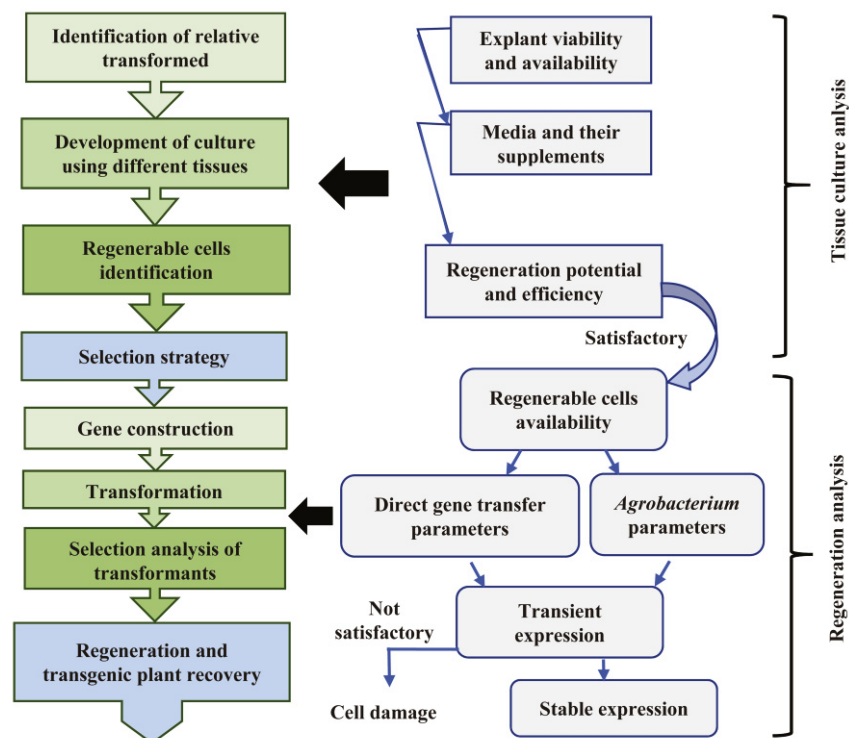 Identification of relative
transformed
Development of culture
using different tissues
Regenerable cells
identification
Selection strategy
Gene construction
Transformation
Selection analysis of
transformants
Regeneration and
transgenic plant recovery
Explant viability
and availability
Media and their
supplements
Regeneration potential
and efficiency
Satisfactory
Regenerable cells
availability
Direct gene transfer
parameters
Agrobacterium
parameters
Transient
expression
Not
satisfactory
Cell damage
Stable expression
Tissue culture anlysis
Regeneration analysis